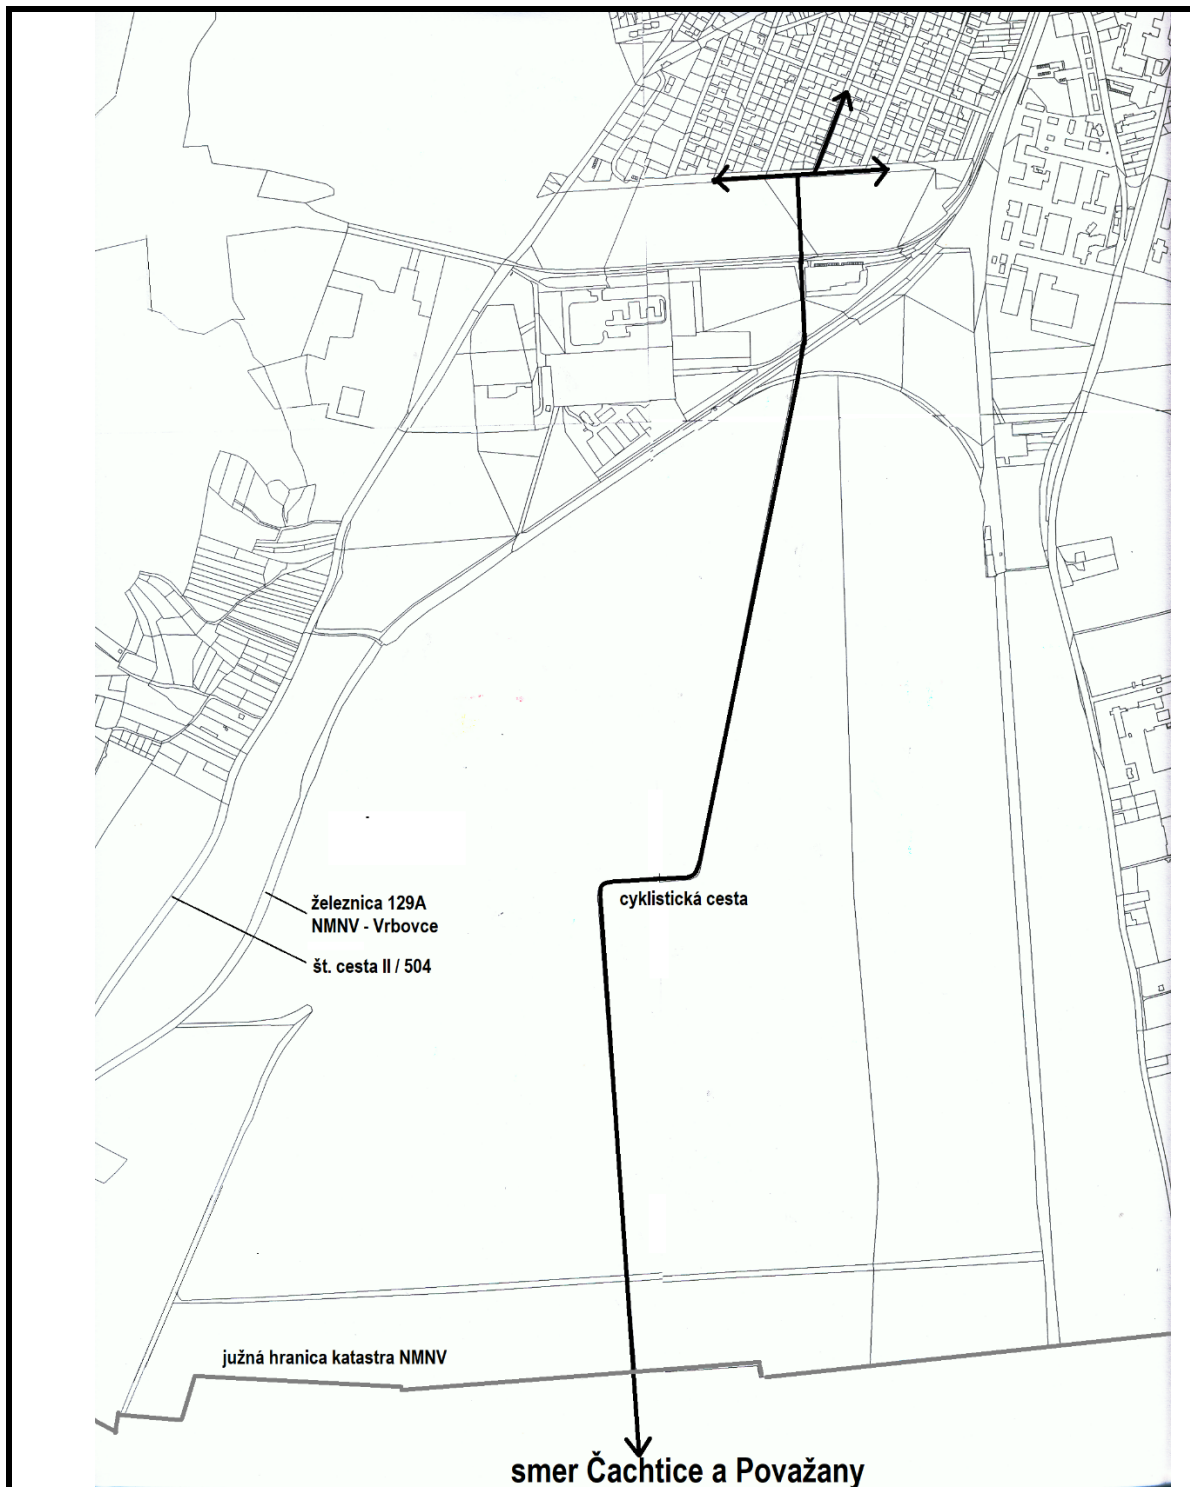 železnica 129A
NMNV - Vrbovce
cyklistická cesta
št. cesta II / 504
južná hranica katastra NMNV
smer Čachtice a Považany